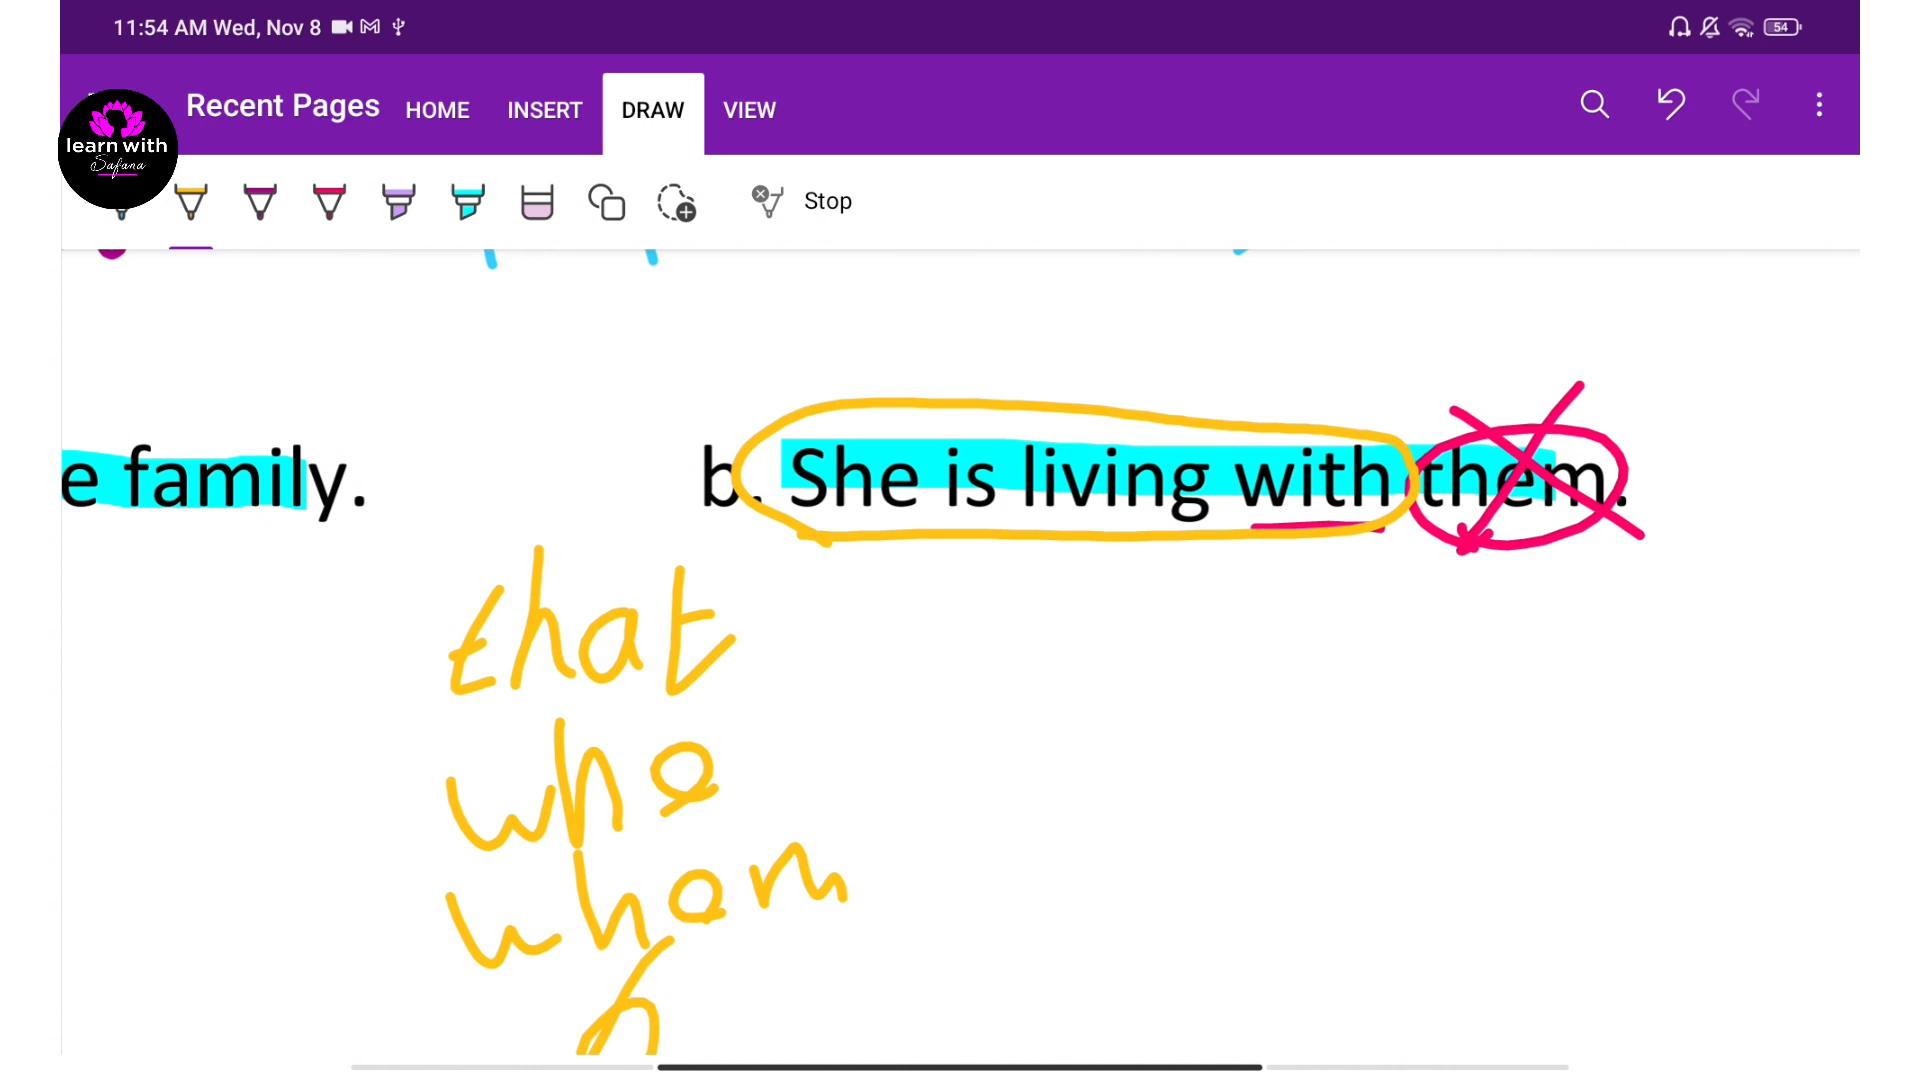 11:54 AM Wed, Nov 8
54
Recent Pages HOME INSERT DRAW VIEW
learn with
Safana
Stop
e family. b. She is living with them.
that
who
whom